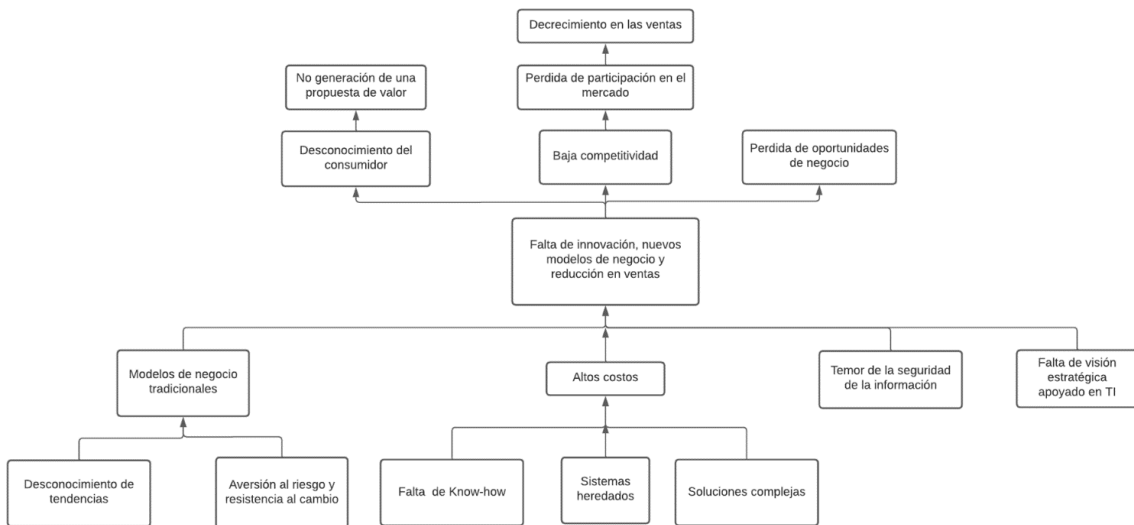 Decrecimiento en las ventas
No generación de una
propuesta de valor
Perdida de participación en el
mercado
Desconocimiento del
consumidor
Baja competitividad
Perdida de oportunidades
de negocio
Falta de innovación, nuevos
modelos de negocio y
reducción en ventas
Modelos de negocio
tradicionales
Altos costos
Temor de la seguridad
de la información
Falta de visión
estratégica
apoyado en TI
Desconocimiento de
tendencias
Aversión al riesgo y
resistencia al cambio
Falta de Know-how
Sistemas
heredados
Soluciones complejas